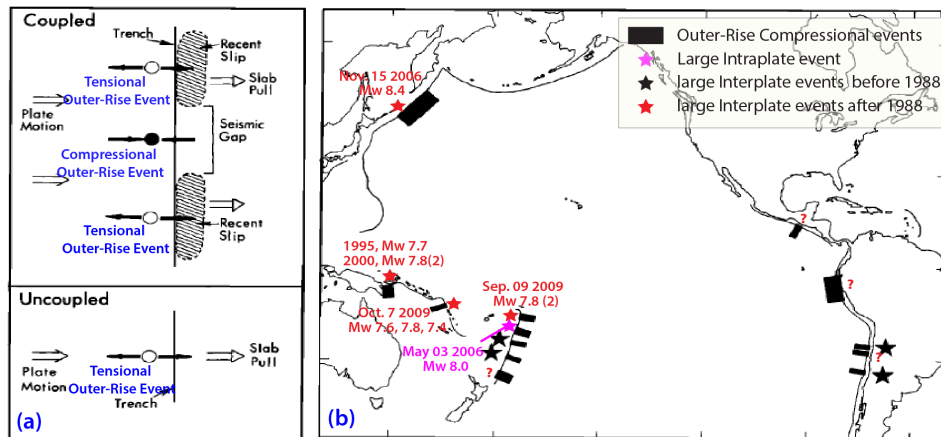 Coupled
Trench
Recent
Slip
Tensional
Outer-Rise Event
Slab
Pull
Plate
Motion
Seismic
Gap
Compressional
Outer-Rise Event
Tensional
Outer-Rise Event
Recent
Slip
Uncoupled
Plate
Motion
Tensional
Outer-Rise Event
Slab
Pull
Trench
(a)
Outer-Rise Compressional events
Large Intraplate event
large Interplate events before 1988
large Interplate events after 1988
Nov. 15 2006
Mw 8.4
?
?
1995, Mw 7.7
2000, Mw 7.8(2)
Sep. 09 2009
Mw 7.8 (2)
Oct. 7 2009
Mw 7.6, 7.8, 7.4
May 03 2006
Mw 8.0
?
?
(b)